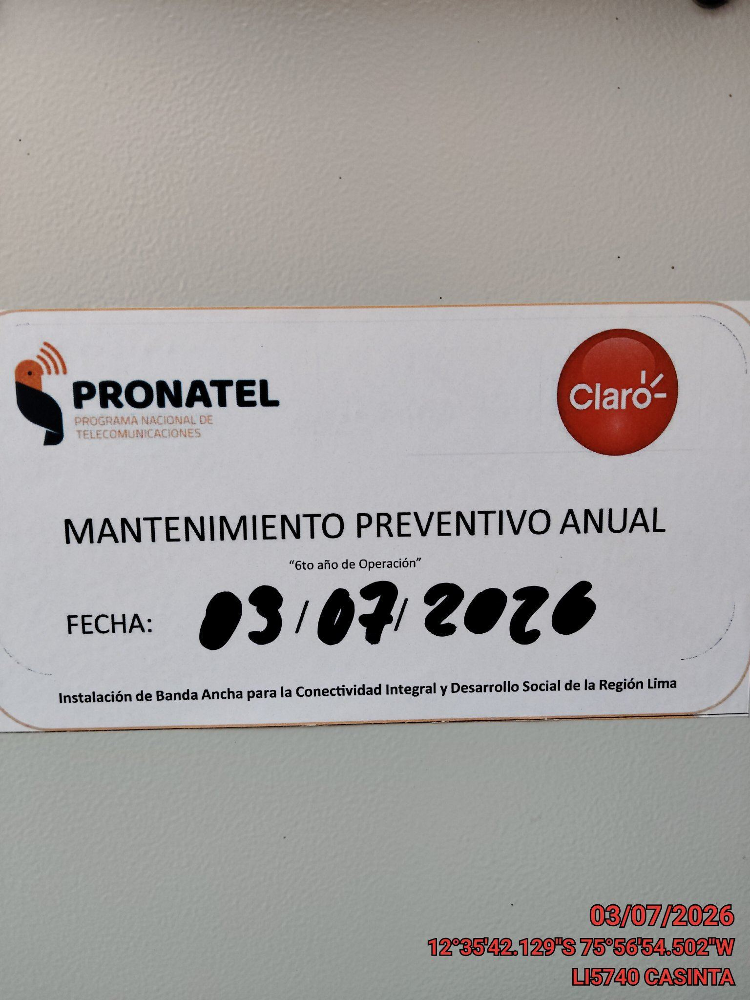 PRONATEL
PROGRAMA NACIONAL DE
TELECOMUNICACIONES
Claro
MANTENIMIENTO PREVENTIVO ANUAL
“6to año de Operación”
FECHA: 03/07/2026
Instalación de Banda Ancha para la Conectividad Integral y Desarrollo Social de la Región Lima
03/07/2026
12°35'42.129"S 75°56'54.502"W
LI5740 CASINTA